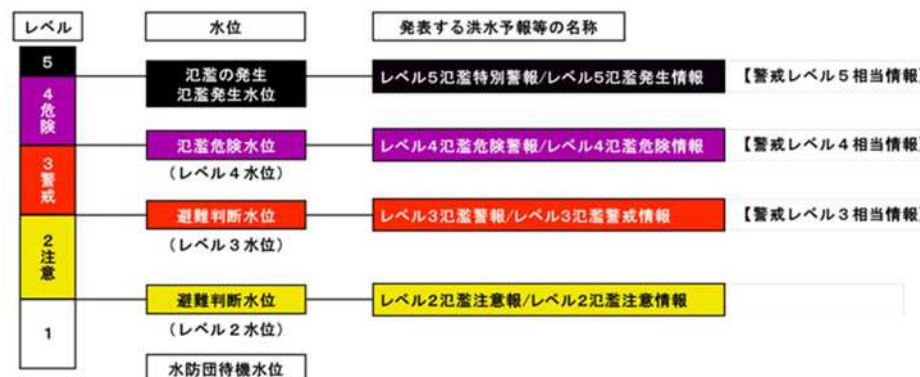 レベル 水位 発表する洪水予報等の名称
5 氾濫の発生
氾濫発生水位 レベル5氾濫特別警報/レベル5氾濫発生情報 【警戒レベル5相当情報】
4危険 氾濫危険水位 レベル4氾濫危険警報/レベル4氾濫危険情報 【警戒レベル4相当情報】
(レベル4水位)
3警戒 避難判断水位 レベル3氾濫警報/レベル3氾濫警戒情報 【警戒レベル3相当情報】
(レベル3水位)
2注意 避難判断水位 レベル2氾濫注意報/レベル2氾濫注意情報
(レベル2水位)
1
水防団待機水位